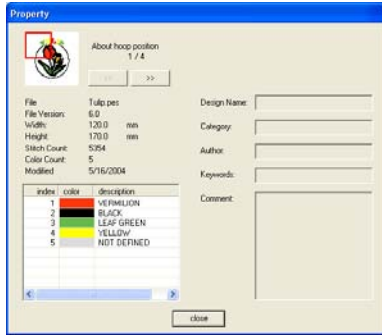 Property
About hoop position
1 / 4
<< >>
File Tulip.pes
File Version: 6.0
Width: 120.0 mm
Height: 170.0 mm
Stitch Count: 5354
Color Count: 5
Modified 5/16/2004
index color description
1 VERMILION
2 BLACK
3 LEAF GREEN
4 YELLOW
5 NOT DEFINED
Design Name:
Category:
Author:
Keywords:
Comment:
close